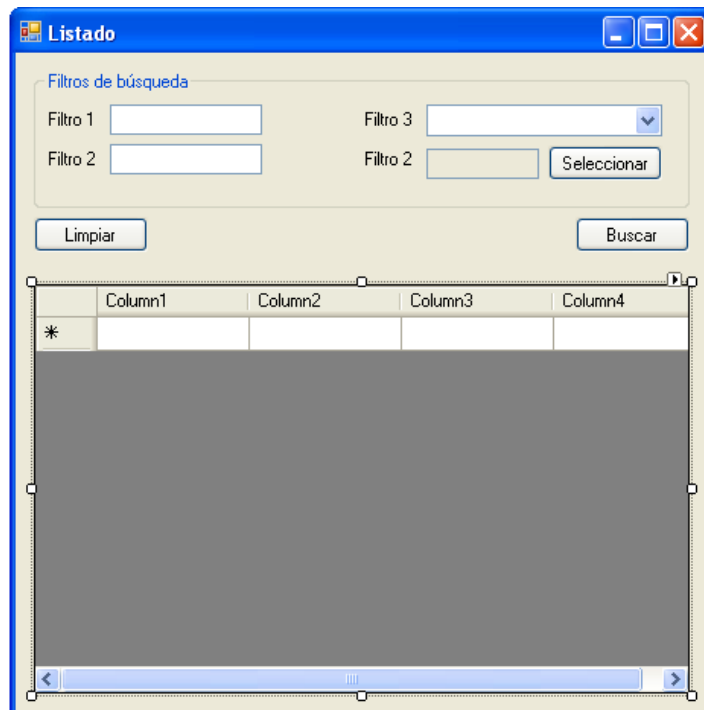 Listado
Filtros de búsqueda
Filtro 1
Filtro 3
Filtro 2
Filtro 2
Seleccionar
Limpiar
Buscar
Column1 Column2 Column3 Column4